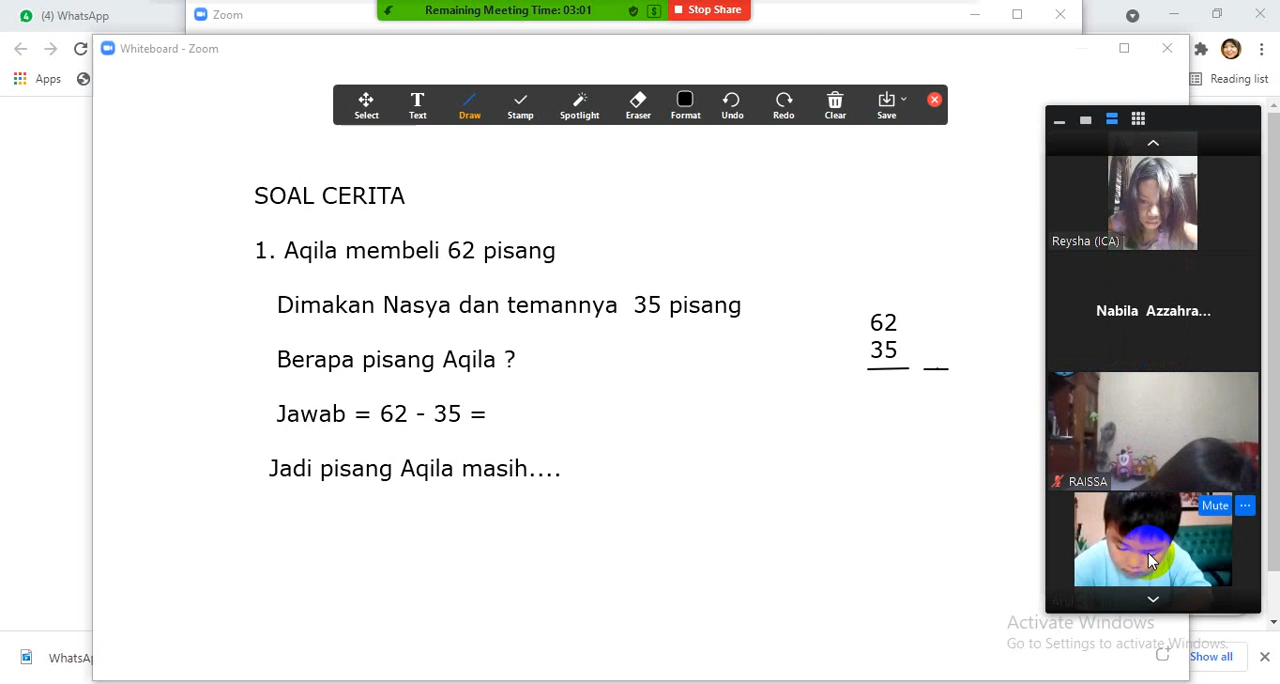 (4) WhatsApp
Zoom
Remaining Meeting Time: 03:01
Stop Share
Whiteboard - Zoom
Apps
Reading list
Select
Text
Draw
Stamp
Spotlight
Eraser
Format
Undo
Redo
Clear
Save
SOAL CERITA
1. Aqila membeli 62 pisang
Dimakan Nasya dan temannya 35 pisang
Berapa pisang Aqila ?
Jawab = 62 - 35 =
Jadi pisang Aqila masih....
62
35
Reysha (ICA)
Nabila Azzahra...
RAISSA
Mute
Activate Windows
Go to Settings to activate Windows.
WhatsAp
Show all